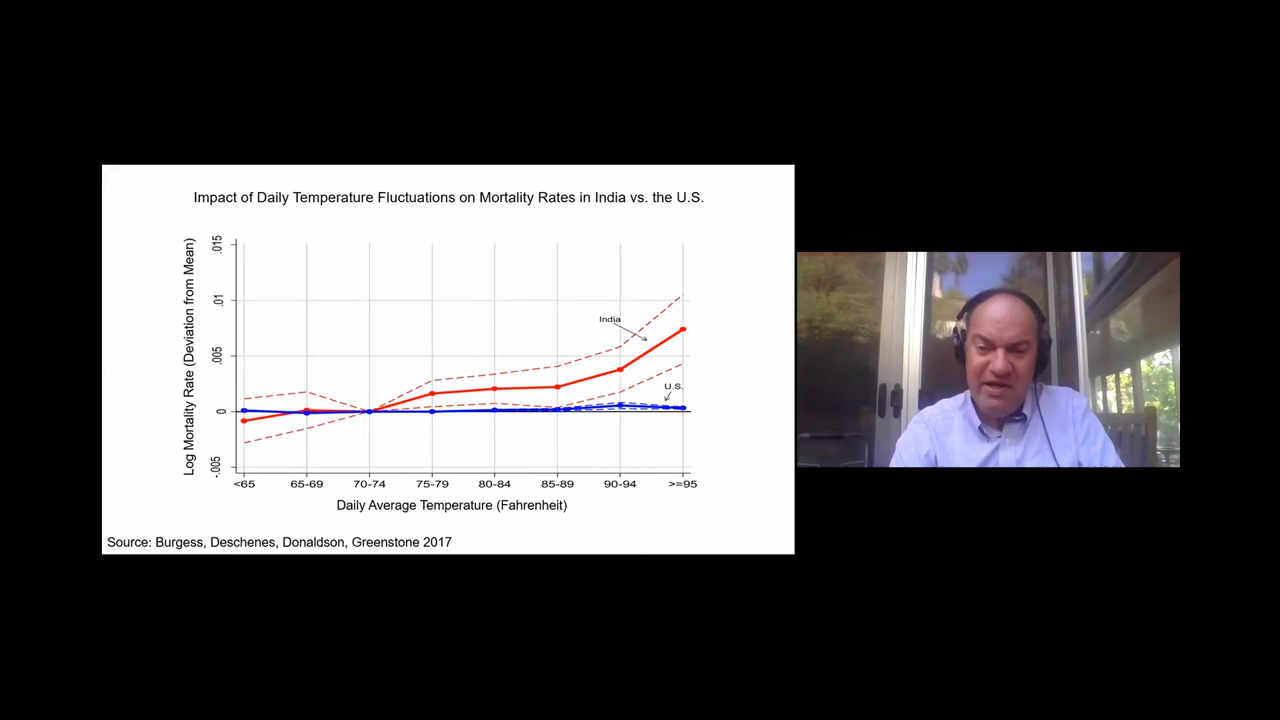 Impact of Daily Temperature Fluctuations on Mortality Rates in India vs. the U.S.
Log Mortality Rate (Deviation from Mean)
.015
.01
.005
0
-.005
India
U.S.
<65 65-69 70-74 75-79 80-84 85-89 90-94 >=95
Daily Average Temperature (Fahrenheit)
Source: Burgess, Deschenes, Donaldson, Greenstone 2017